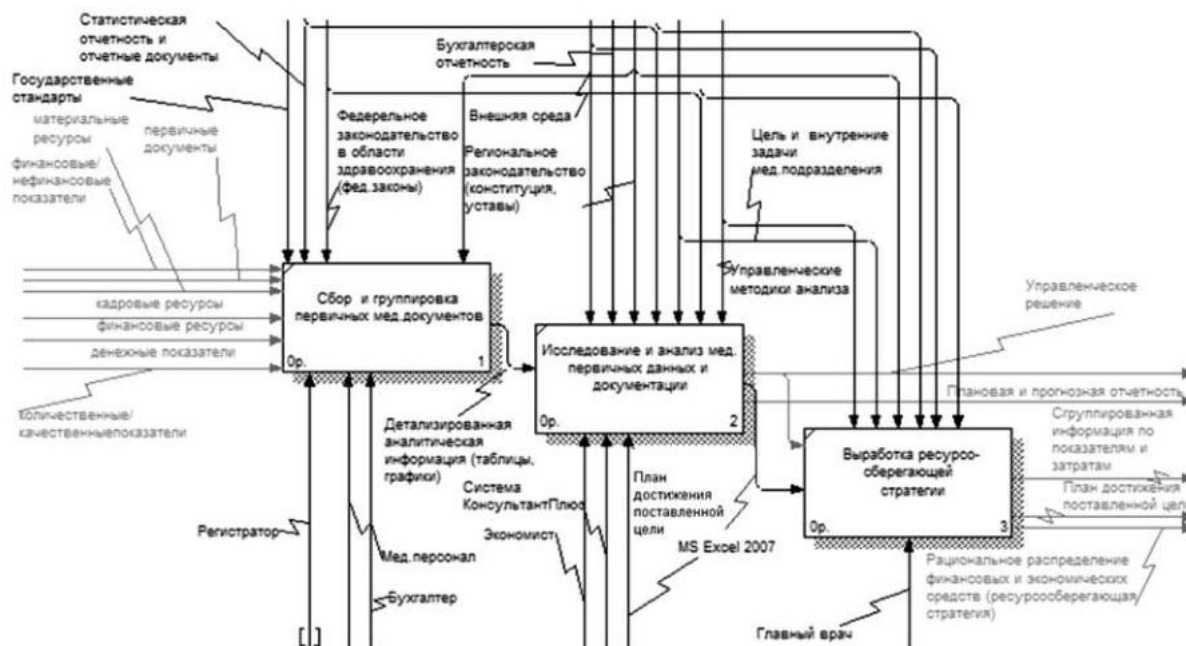 Статистическая
отчетность и
отчетные документы
Государственные
стандарты
материальные
ресурсы
первичные
документы
финансовые/
нефинансовые
показатели
Федерельное
законодательство
в области
здравоохранения
(фед.законы)
Бухгалтерская
отчетность
Внешняя среда
Региональное
законодательство
(конституция,
уставы)
Цель и внутренние
задачи
мед.подразделения
Управленческие
методики анализа
Управленческое
решение
кадровые ресурсы
финансовые ресурсы
денежные показатели
количественные/
качественныепоказатели
Сбор и группировка
первичных мед.документов
0р. 1
Исследование и анализ мед.
первичных данных и
документации
0р. 2
Выработка ресурсо-
сберегающей
стратегии
0р. 3
Плановая и прогнозная отчетность
Сгруппированная
информация по
показателям и
затратам
План достижения
поставленной цел
Рациональное распределение
финансовых и экономических
средств (ресурсосберегающая
стратегия)
Детализированная
аналитическая
информация (таблицы,
графики)
Система
КонсультантПлюс
Экономист
План
достижения
поставленной
цели
MS Excel 2007
Регистратор
Мед.персонал
Бухгалтер
Главный врач